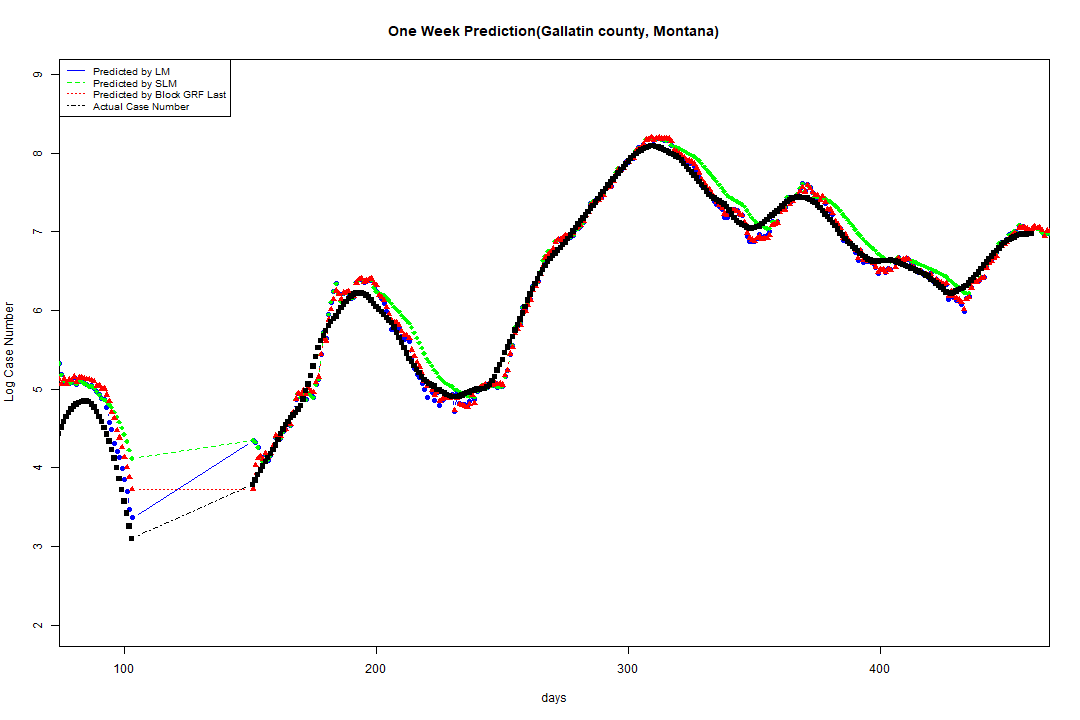 One Week Prediction(Gallatin county, Montana)
Predicted by LM
Predicted by SLM
Predicted by Block GRF Last
Actual Case Number
9
8
7
6
5
4
3
2
Log Case Number
100 200 300 400
days